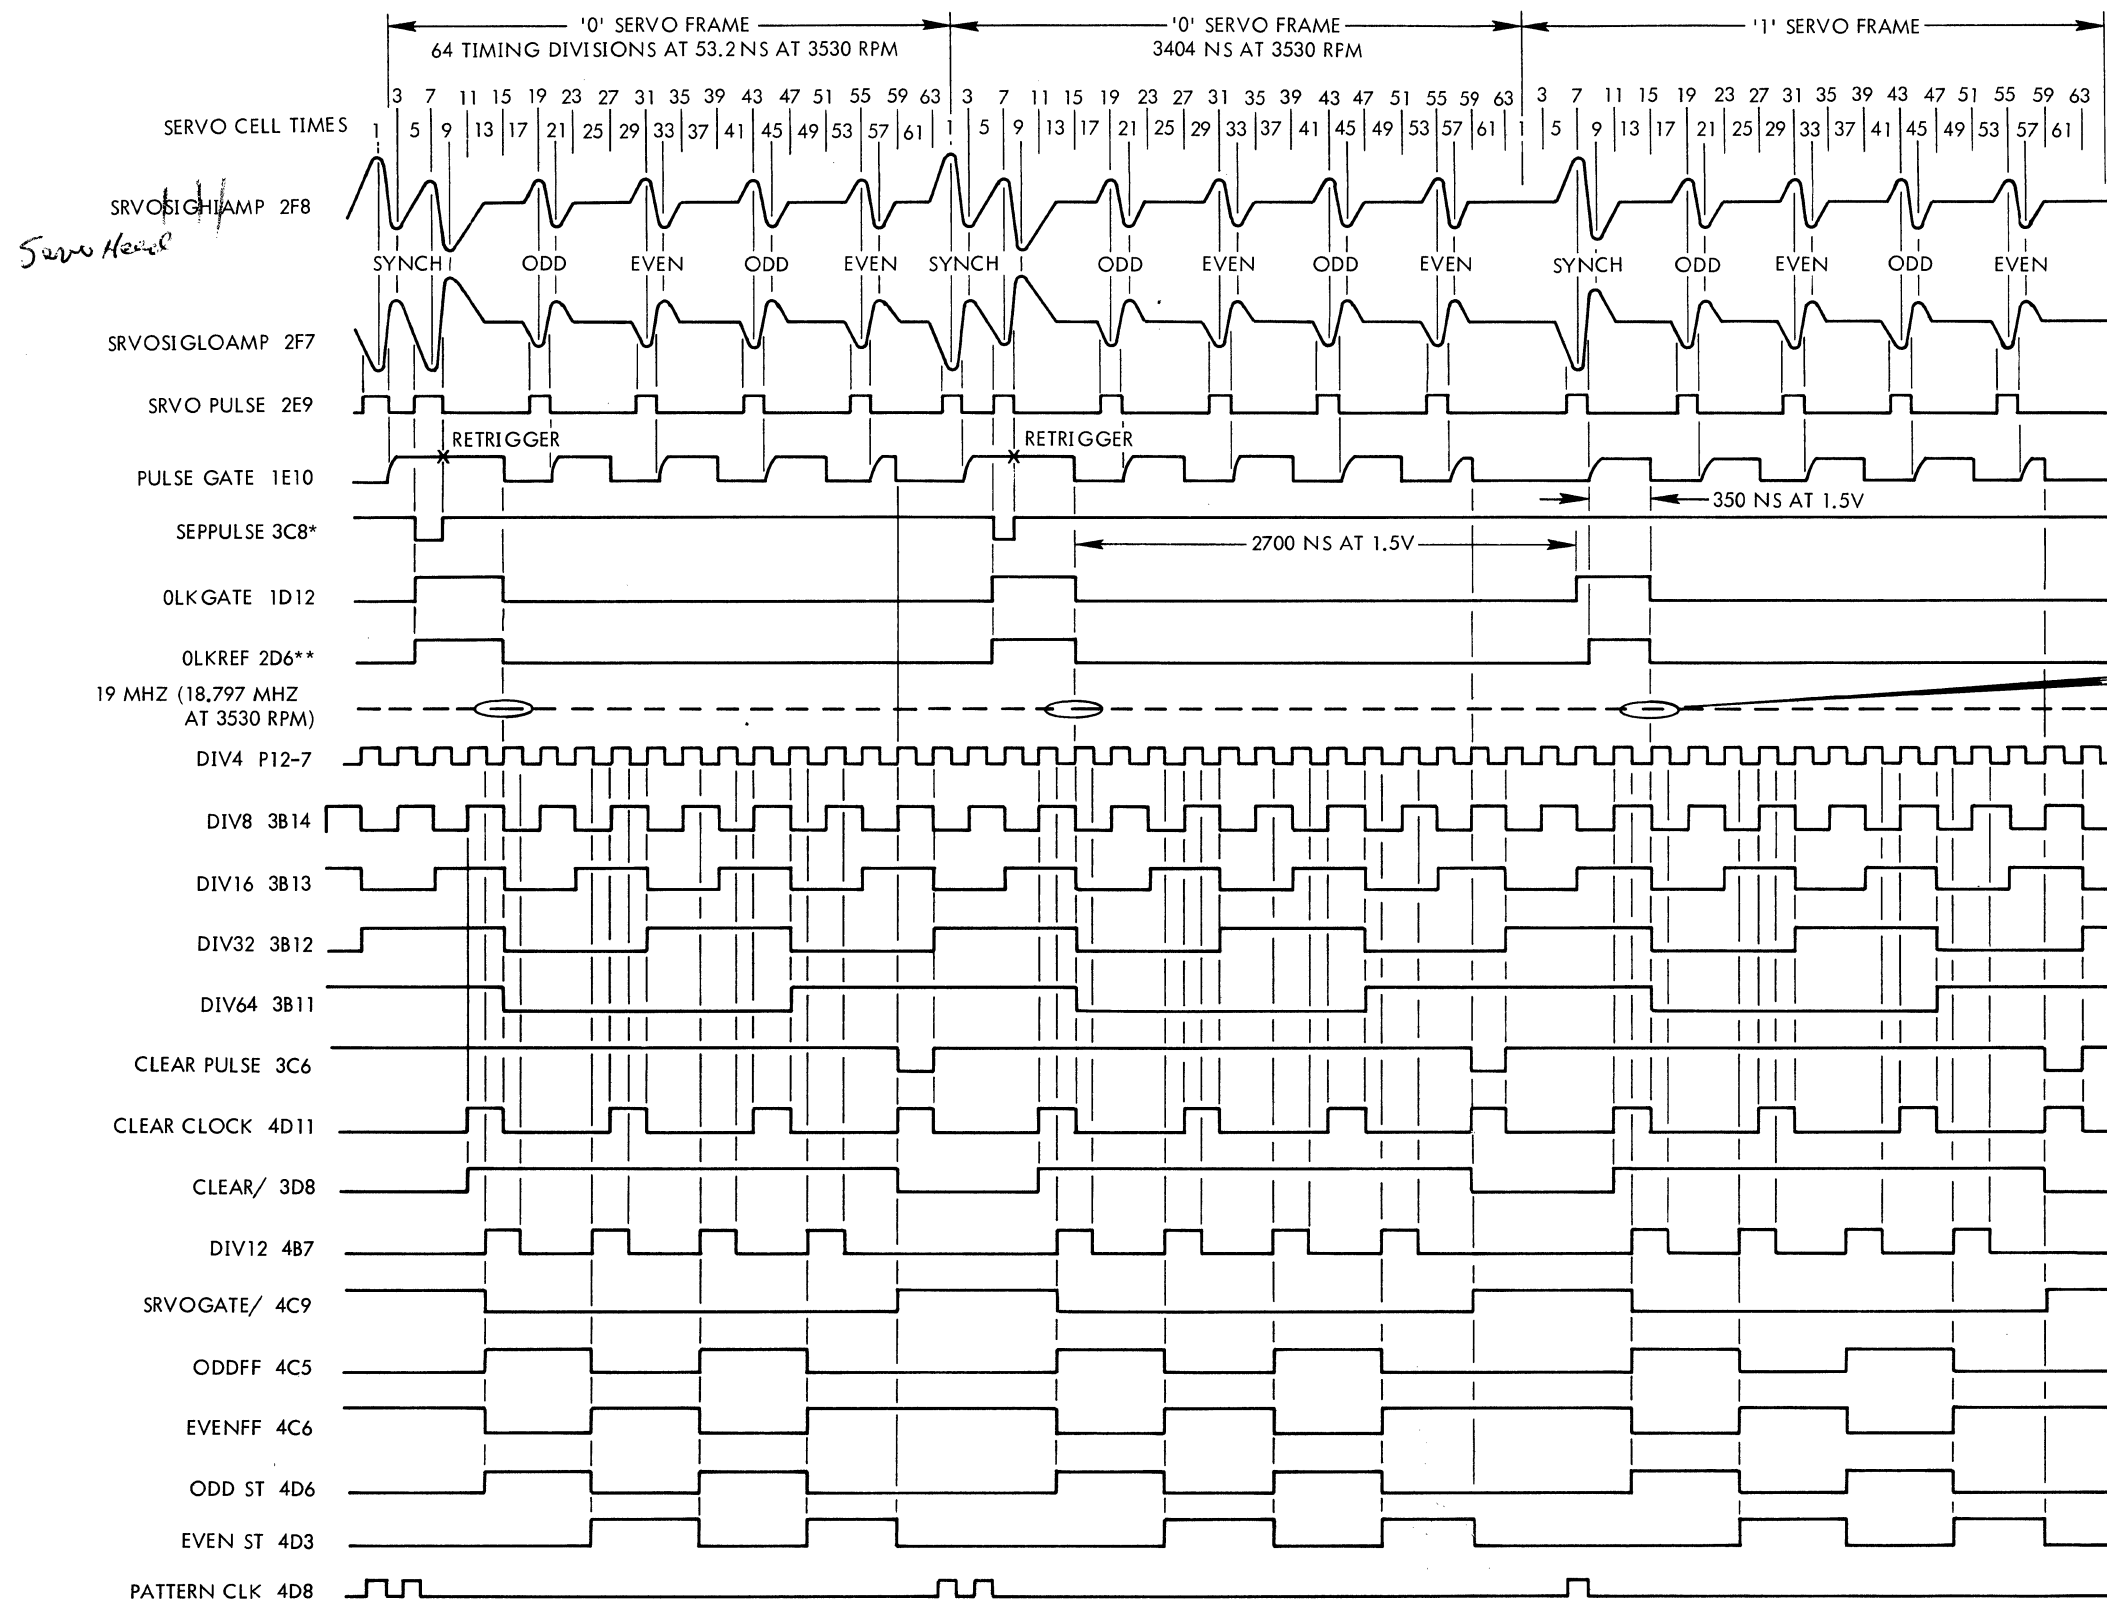 '0' SERVO FRAME '0' SERVO FRAME '1' SERVO FRAME
64 TIMING DIVISIONS AT 53.2 NS AT 3530 RPM 3404 NS AT 3530 RPM
3 7 11 15 19 23 27 31 35 39 43 47 51 55 59 63 3 7 11 15 19 23 27 31 35 39 43 47 51 55 59 63 3 7 11 15 19 23 27 31 35 39 43 47 51 55 59 63
SERVO CELL TIMES 1 5 9 13 17 21 25 29 33 37 41 45 49 53 57 61 1 5 9 13 17 21 25 29 33 37 41 45 49 53 57 61 1 5 9 13 17 21 25 29 33 37 41 45 49 53 57 61
SRVOSIGHIAMP 2F8
Servo Head
SYNCH ODD EVEN ODD EVEN SYNCH ODD EVEN ODD EVEN SYNCH ODD EVEN ODD EVEN
SRVOSIGLOAMP 2F7
SRVO PULSE 2E9
RETRIGGER RETRIGGER
PULSE GATE 1E10
350 NS AT 1.5V
SEPPULSE 3C8*
2700 NS AT 1.5V
0LKGATE 1D12
0LKREF 2D6**
19 MHZ (18.797 MHZ
AT 3530 RPM)
DIV4 P12-7
DIV8 3B14
DIV16 3B13
DIV32 3B12
DIV64 3B11
CLEAR PULSE 3C6
CLEAR CLOCK 4D11
CLEAR/ 3D8
DIV12 4B7
SRVOGATE/ 4C9
ODDFF 4C5
EVENFF 4C6
ODD ST 4D6
EVEN ST 4D3
PATTERN CLK 4D8